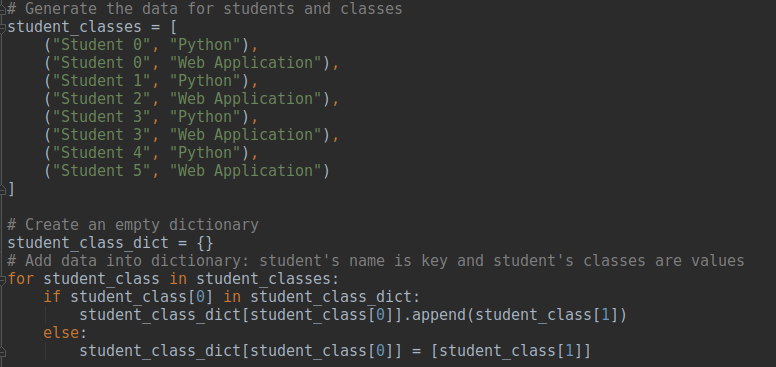 # Generate the data for students and classes
student_classes = [
    ("Student 0", "Python"),
    ("Student 0", "Web Application"),
    ("Student 1", "Python"),
    ("Student 2", "Web Application"),
    ("Student 3", "Python"),
    ("Student 3", "Web Application"),
    ("Student 4", "Python"),
    ("Student 5", "Web Application")
]

# Create an empty dictionary
student_class_dict = {}
# Add data into dictionary: student's name is key and student's classes are values
for student_class in student_classes:
    if student_class[0] in student_class_dict:
        student_class_dict[student_class[0]].append(student_class[1])
    else:
        student_class_dict[student_class[0]] = [student_class[1]]